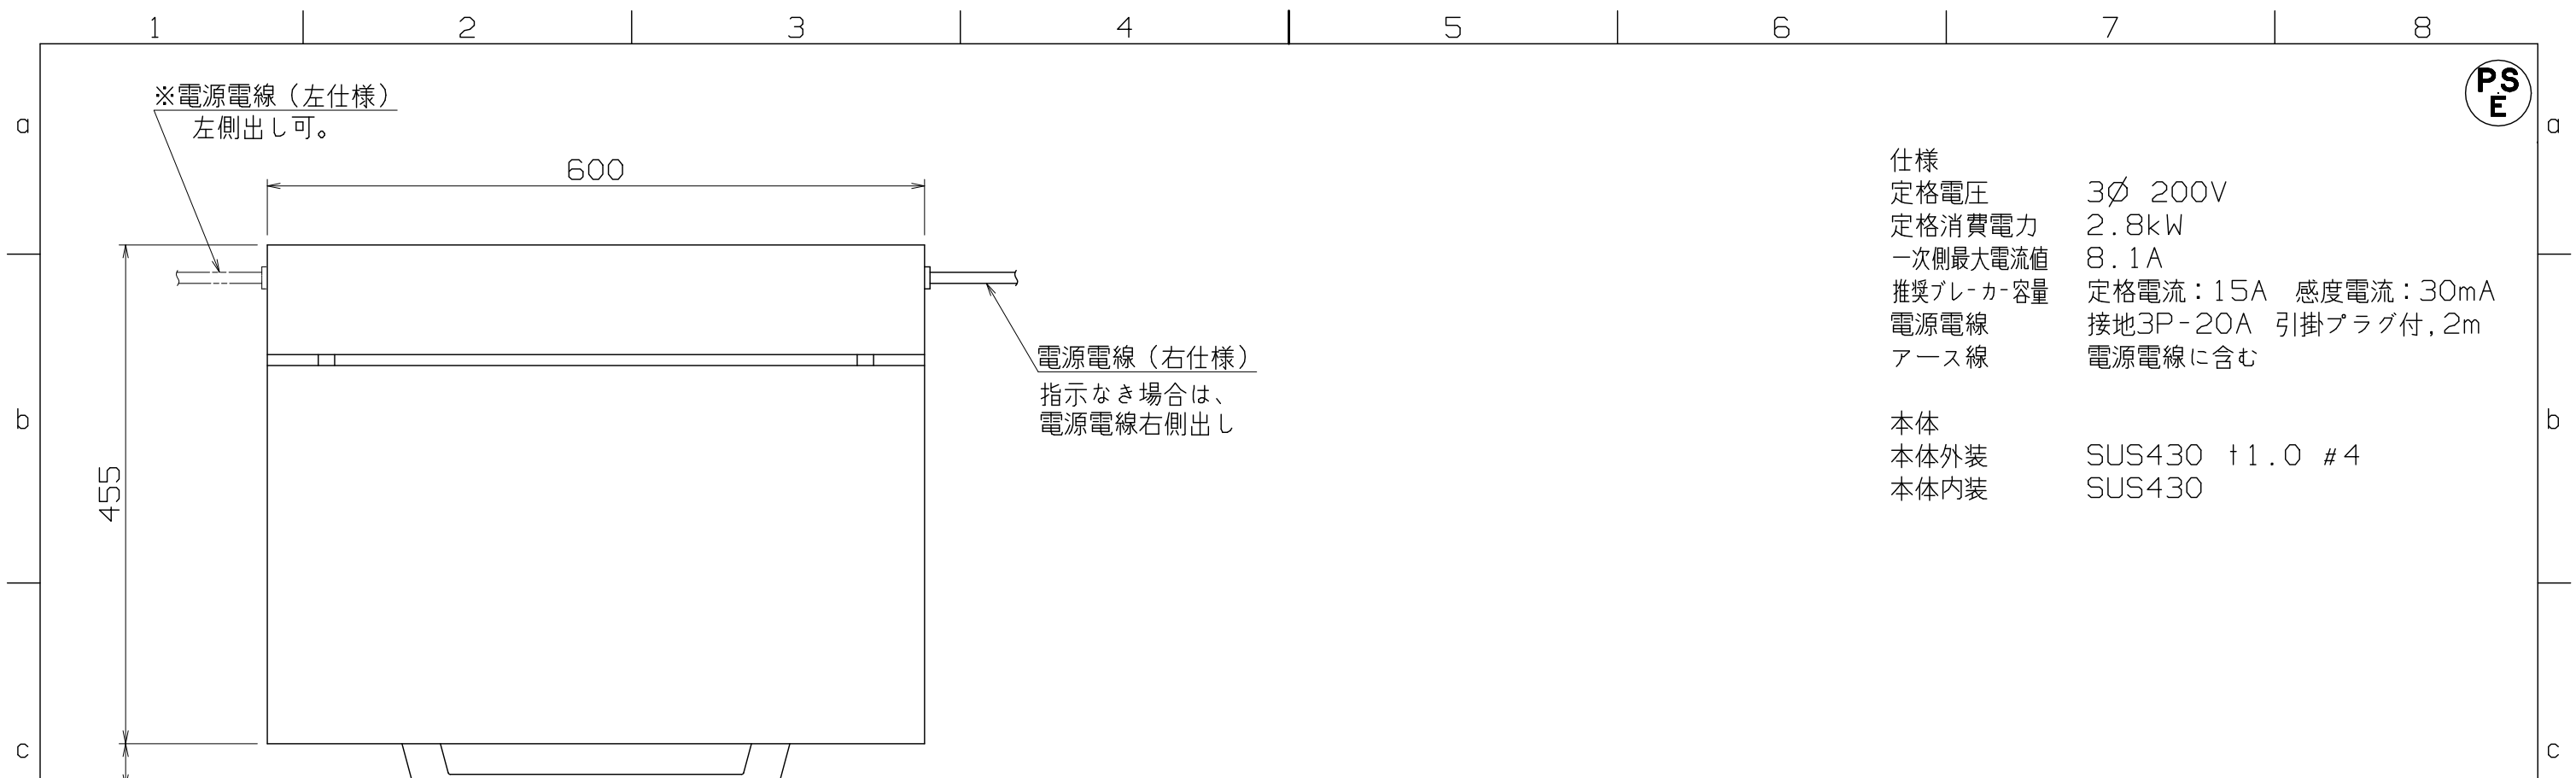 1 2 3 4 5 6 7 8
PS
E
※電源電線（左仕様）
左側出し可。
a a
600
仕様
定格電圧 3∅ 200V
定格消費電力 2.8kW
一次側最大電流値 8.1A
推奨ブレーカー容量 定格電流：15A 感度電流：30mA
電源電線 接地3P-20A 引掛プラグ付，2m
アース線 電源電線に含む
電源電線（右仕様）
指示なき場合は、
電源電線右側出し
b b
本体
本体外装 SUS430 t1.0 #4
本体内装 SUS430
455
c c